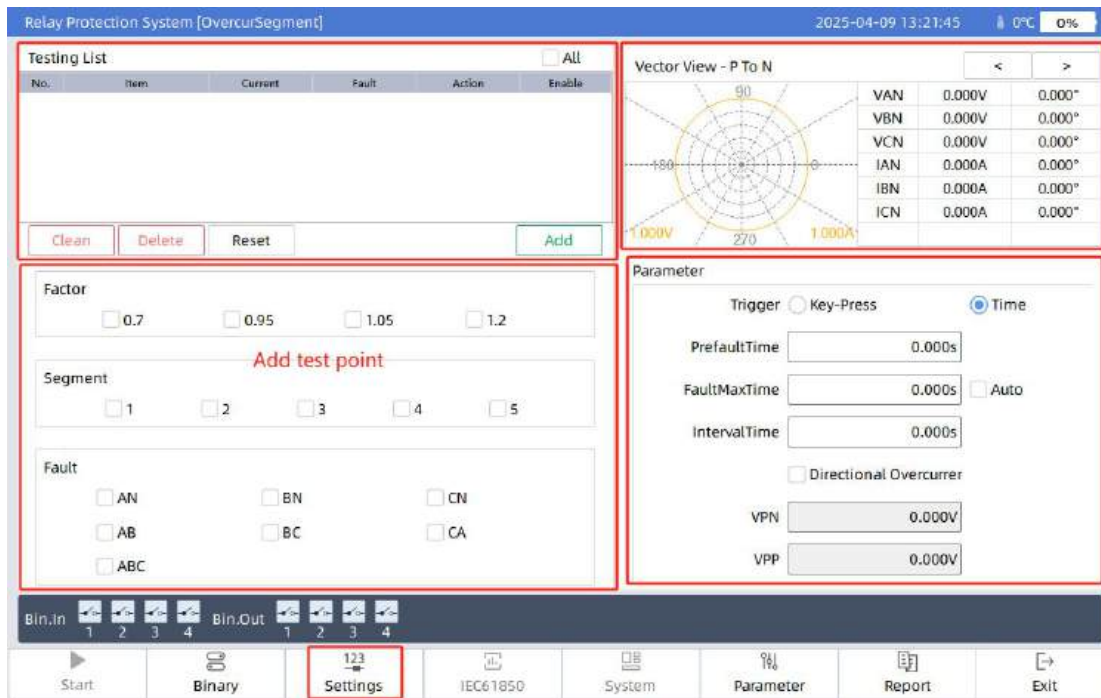 Relay Protection System [OvercurSegment] 2025-04-09 13:21:45 0°C 0%
Testing List All
No. Item Current Fault Action Enable
Clean Delete Reset Add
Vector View - P To N < >
90
180 0
270
1.000V 1.000A
VAN 0.000V 0.000°
VBN 0.000V 0.000°
VCN 0.000V 0.000°
IAN 0.000A 0.000°
IBN 0.000A 0.000°
ICN 0.000A 0.000°
Factor
0.7 0.95 1.05 1.2
Add test point
Segment
1 2 3 4 5
Fault
AN BN CN
AB BC CA
ABC
Parameter
Trigger Key-Press Time
PrefaultTime 0.000s
FaultMaxTime 0.000s Auto
IntervalTime 0.000s
Directional Overcurrer
VPN 0.000V
VPP 0.000V
Bin.In 1 2 3 4 Bin.Out 1 2 3 4
123
Start Binary Settings IEC61850 System Parameter Report Exit